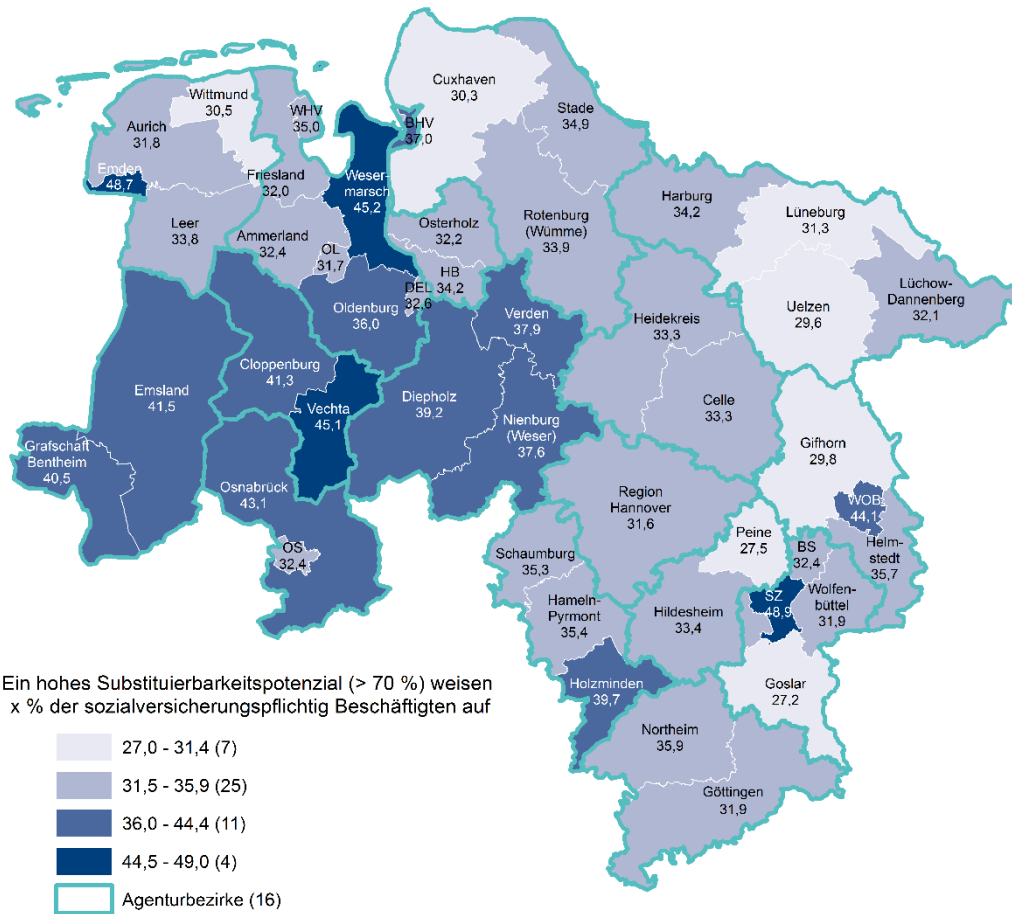 Cuxhaven
30,3
Wittmund
30,5
WHV
35,0
BHV
37,0
Stade
34,9
Aurich
31,8
Emden
48,7
Friesland
32,0
Weser-
marsch
45,2
Harburg
34,2
Lüneburg
31,3
Leer
33,8
Ammerland
32,4
OL
31,7
Osterholz
32,2
Rotenburg
(Wümme)
33,9
HB
34,2
DEL
32,6
Lüchow-
Dannenberg
32,1
Uelzen
29,6
Oldenburg
36,0
Verden
37,9
Heidekreis
33,3
Cloppenburg
41,3
Emsland
41,5
Vechta
45,1
Diepholz
39,2
Celle
33,3
Nienburg
(Weser)
37,6
Grafschaft
Bentheim
40,5
Gifhorn
29,8
Osnabrück
43,1
Region
Hannover
31,6
WOB
44,1
Peine
27,5
BS
32,4
Helm-
stedt
35,7
OS
32,4
Schaumburg
35,3
SZ
48,9
Wolfen-
büttel
31,9
Hameln-
Pyrmont
35,4
Hildesheim
33,4
Holzminden
39,7
Goslar
27,2
Northeim
35,9
Göttingen
31,9
Ein hohes Substituierbarkeitspotenzial (> 70 %) weisen
x % der sozialversicherungspflichtig Beschäftigten auf
27,0 - 31,4 (7)
31,5 - 35,9 (25)
36,0 - 44,4 (11)
44,5 - 49,0 (4)
Agenturbezirke (16)